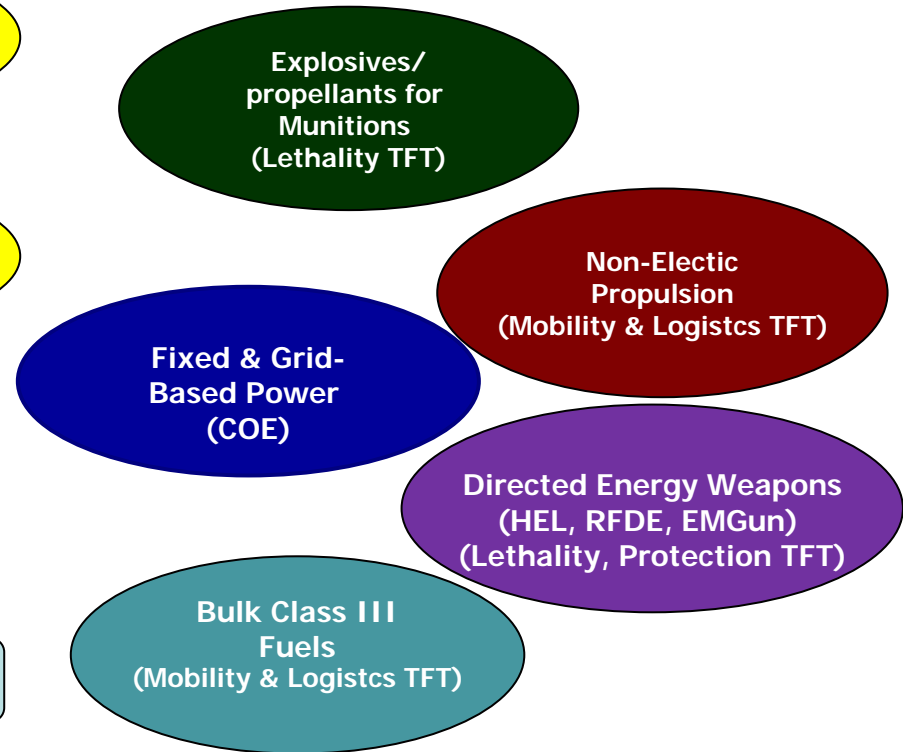 Explosives/
propellants for
Munitions
(Lethality TFT)
Non-Electic
Propulsion
(Mobility & Logistcs TFT)
Fixed & Grid-
Based Power
(COE)
Directed Energy Weapons
(HEL, RFDE, EMGun)
(Lethality, Protection TFT)
Bulk Class III
Fuels
(Mobility & Logistcs TFT)